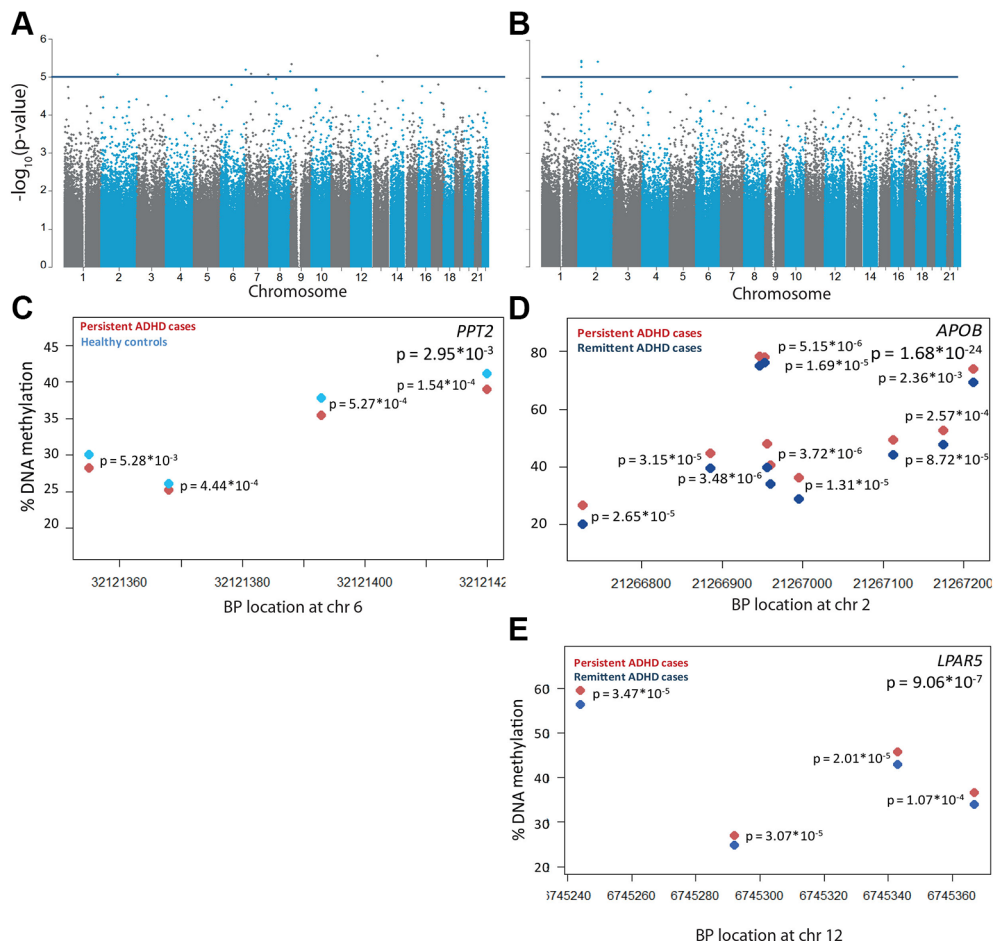 A
6
5
4
3
2
1
0
-log10(p-value)
1 2 3 4 5 6 7 8 9 10 12 14 16 18 21
Chromosome
B
1 2 3 4 5 6 7 8 9 10 12 14 16 19 21
Chromosome
C
Persistent ADHD cases
Healthy controls
PPT2
p = 2.95*10-3
45
40
35
30
25
20
% DNA methylation
p = 1.54*10-4
p = 5.27*10-4
p = 5.28*10-3
p = 4.44*10-4
32121360 32121380 32121400 3212142
BP location at chr 6
D
Persistent ADHD cases
Remittent ADHD cases
APOB
p = 1.68*10-24
80
60
40
20
% DNA methylation
p = 5.15*10-6
p = 1.69*10-5
p = 2.36*10-3
p = 2.57*10-4
p = 3.15*10-5
p = 3.72*10-6
p = 8.72*10-5
p = 3.48*10-6
p = 1.31*10-5
p = 2.65*10-5
21266800 21266900 21267000 21267100 21267200
BP location at chr 2
E
Persistent ADHD cases
Remittent ADHD cases
LPAR5
p = 9.06*10-7
60
50
40
30
20
% DNA methylation
p = 3.47*10-5
p = 2.01*10-5
p = 1.07*10-4
p = 3.07*10-5
6745240 6745260 6745280 6745300 6745320 6745340 6745360
BP location at chr 12